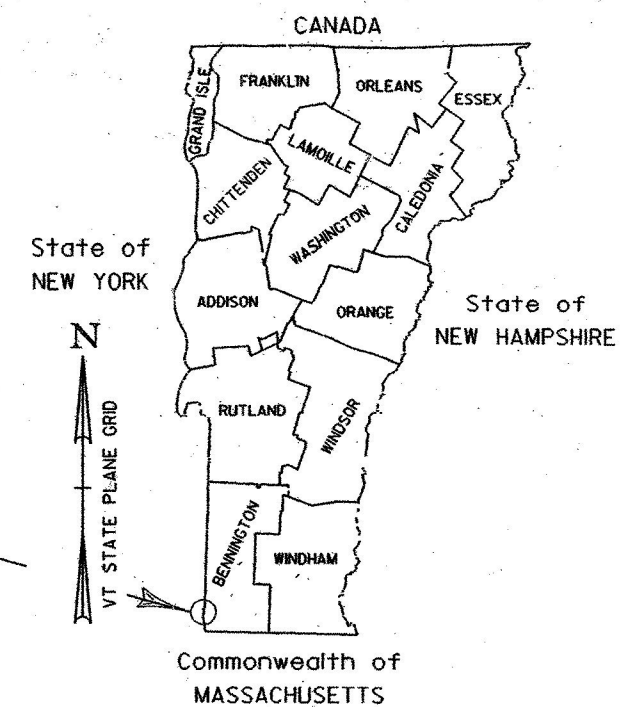 CANADA
FRANKLIN
ORLEANS
ESSEX
GRAND ISLE
LAMOILLE
CHITTENDEN
CALEDONIA
WASHINGTON
State of
NEW YORK
ADDISON
ORANGE
State of
NEW HAMPSHIRE
N
VT STATE PLANE GRID
RUTLAND
WINDSOR
BENNINGTON
WINDHAM
Commonwealth of
MASSACHUSETTS